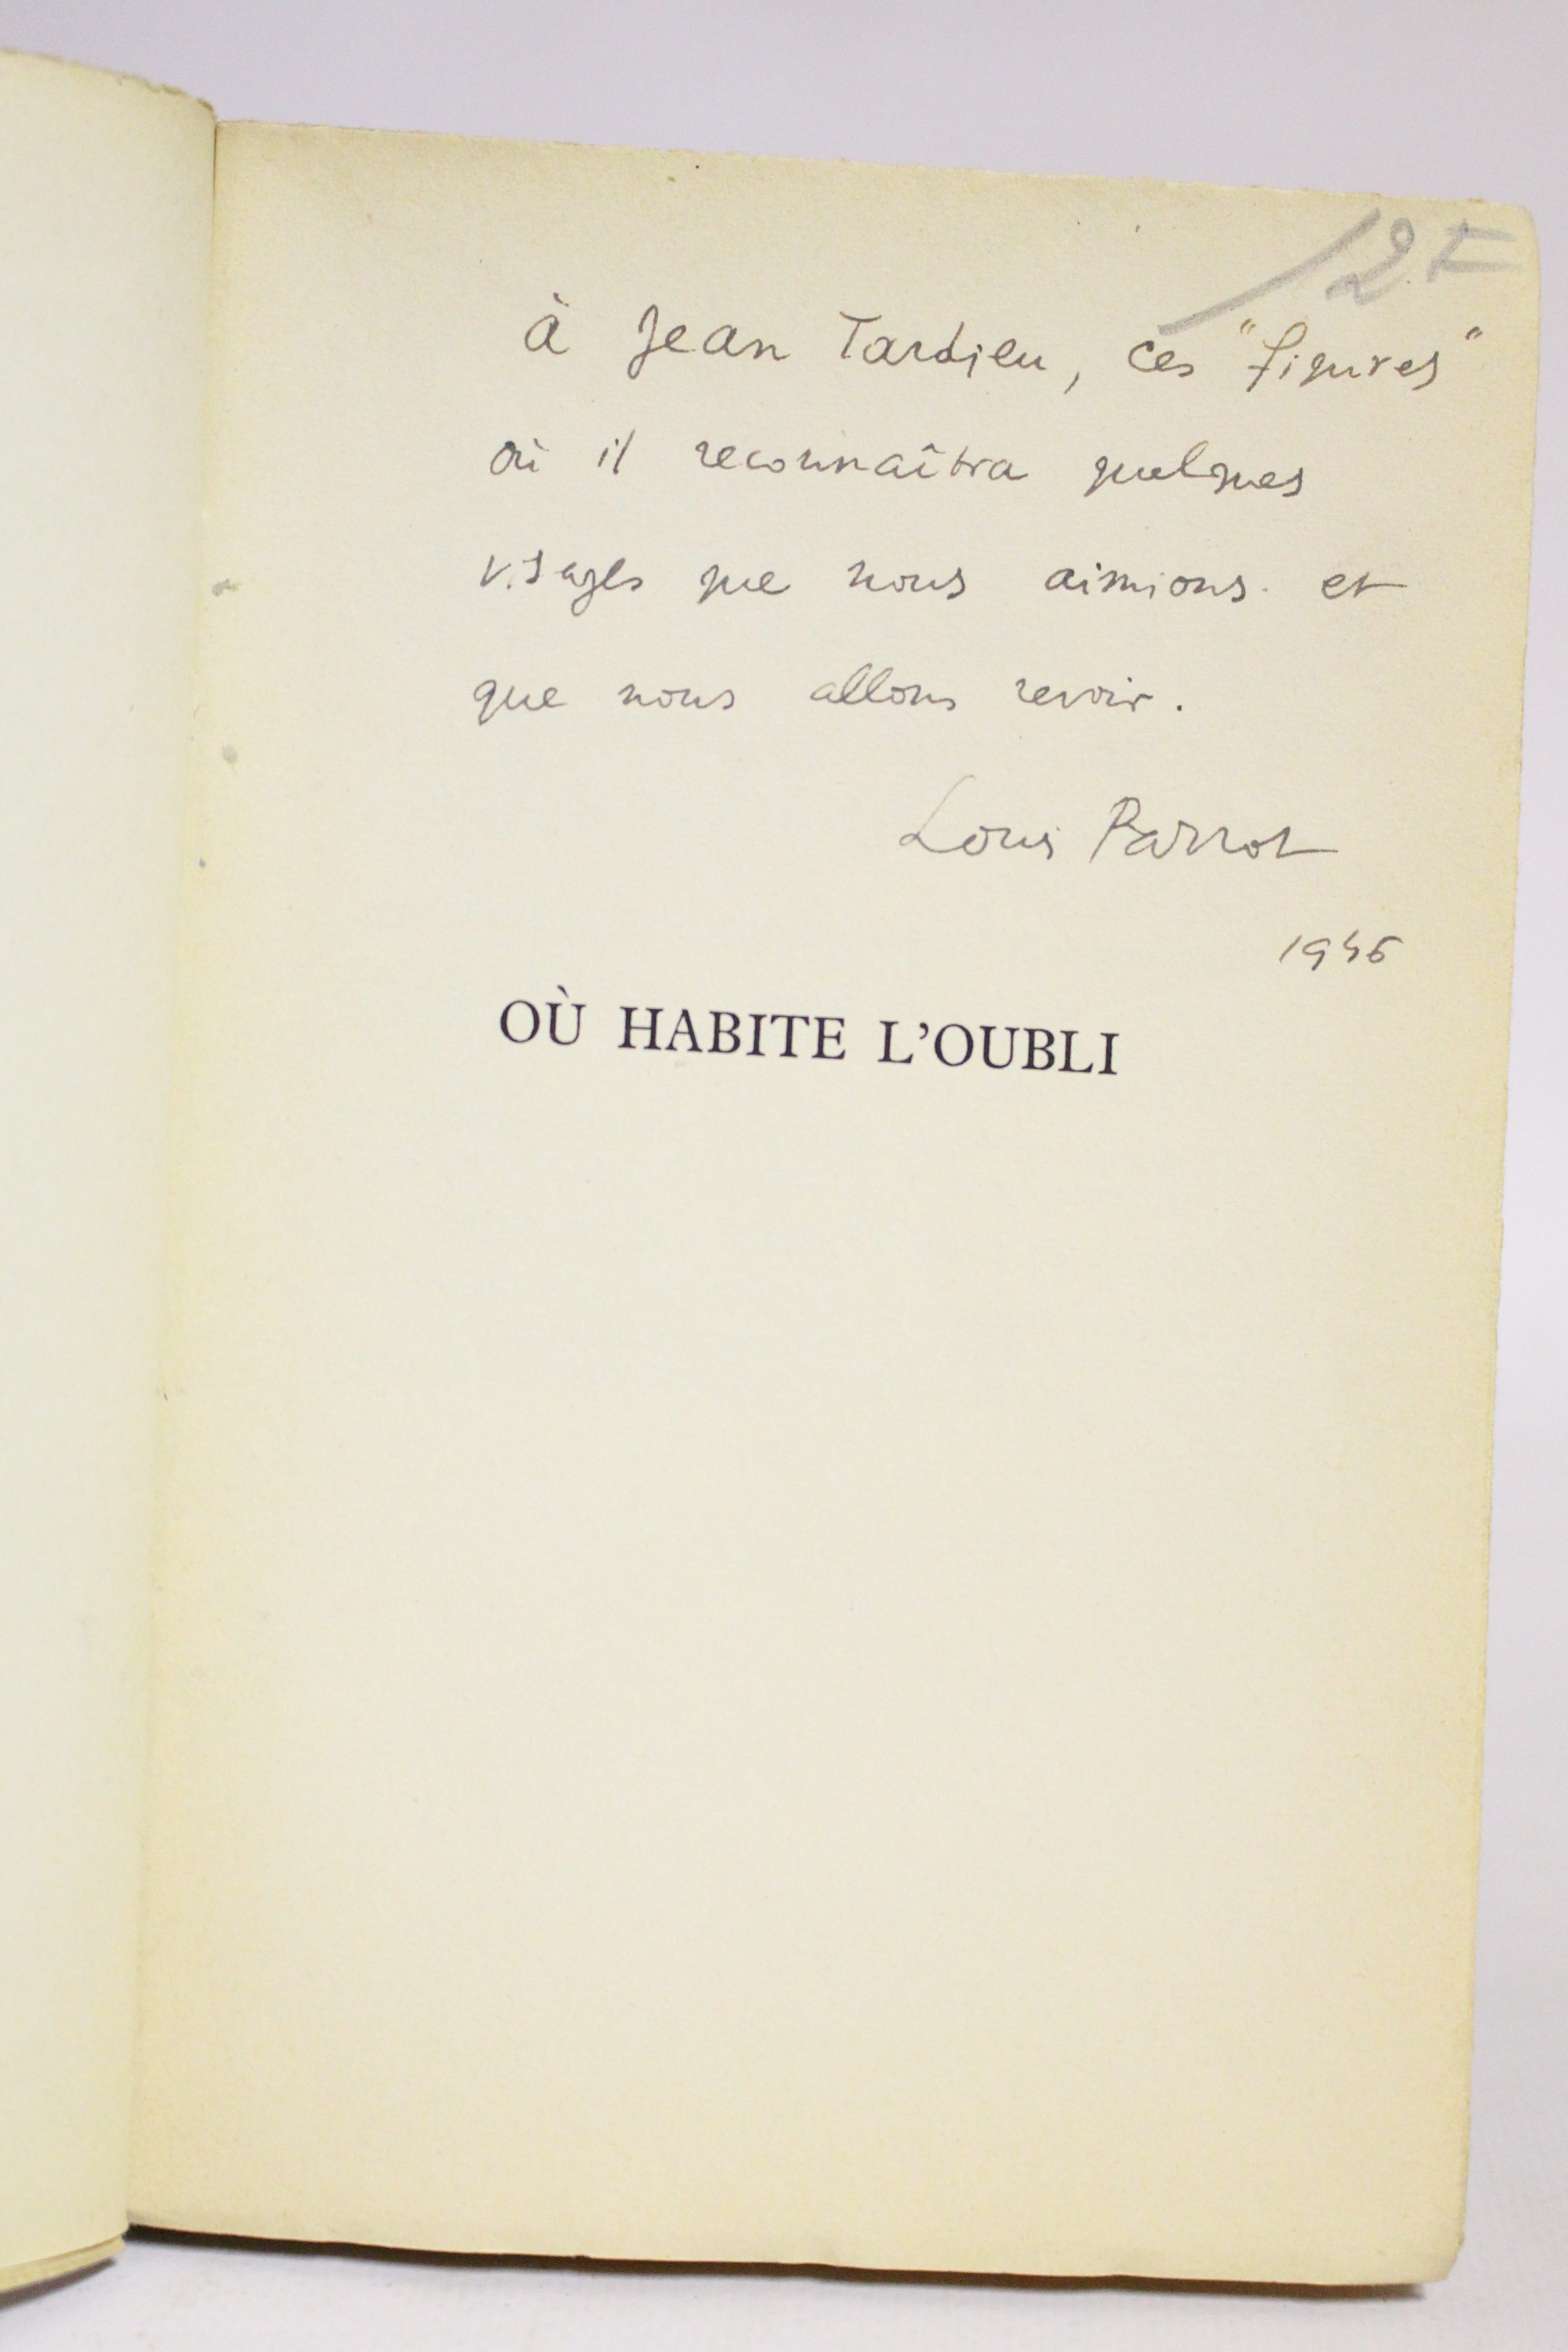 12F
à Jean Tardieu, ces "figures"
où il reconnaîtra quelques
visages que nous aimions et
que nous allons revoir.
Louis Parrot
1945
OÙ HABITE L'OUBLI